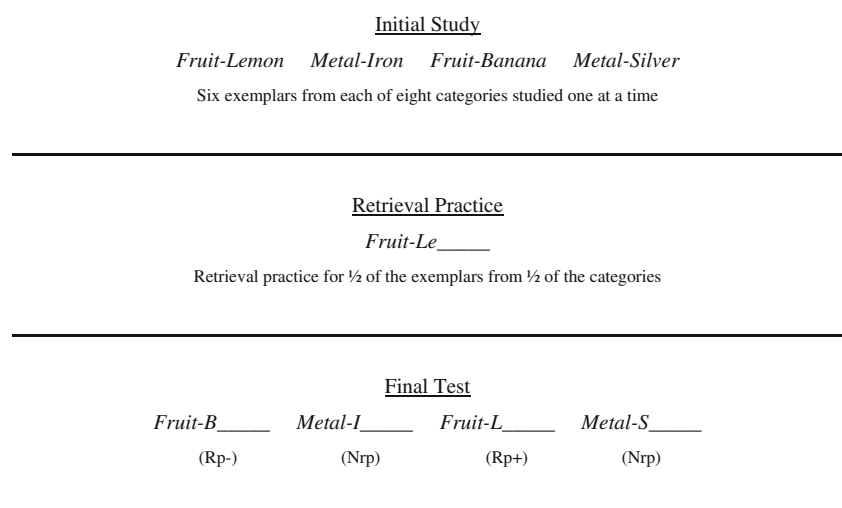 Initial Study
Fruit-Lemon Metal-Iron Fruit-Banana Metal-Silver
Six exemplars from each of eight categories studied one at a time
Retrieval Practice
Fruit-Le_____
Retrieval practice for ½ of the exemplars from ½ of the categories
Final Test
Fruit-B_____ Metal-I_____ Fruit-L_____ Metal-S_____
(Rp-) (Nrp) (Rp+) (Nrp)